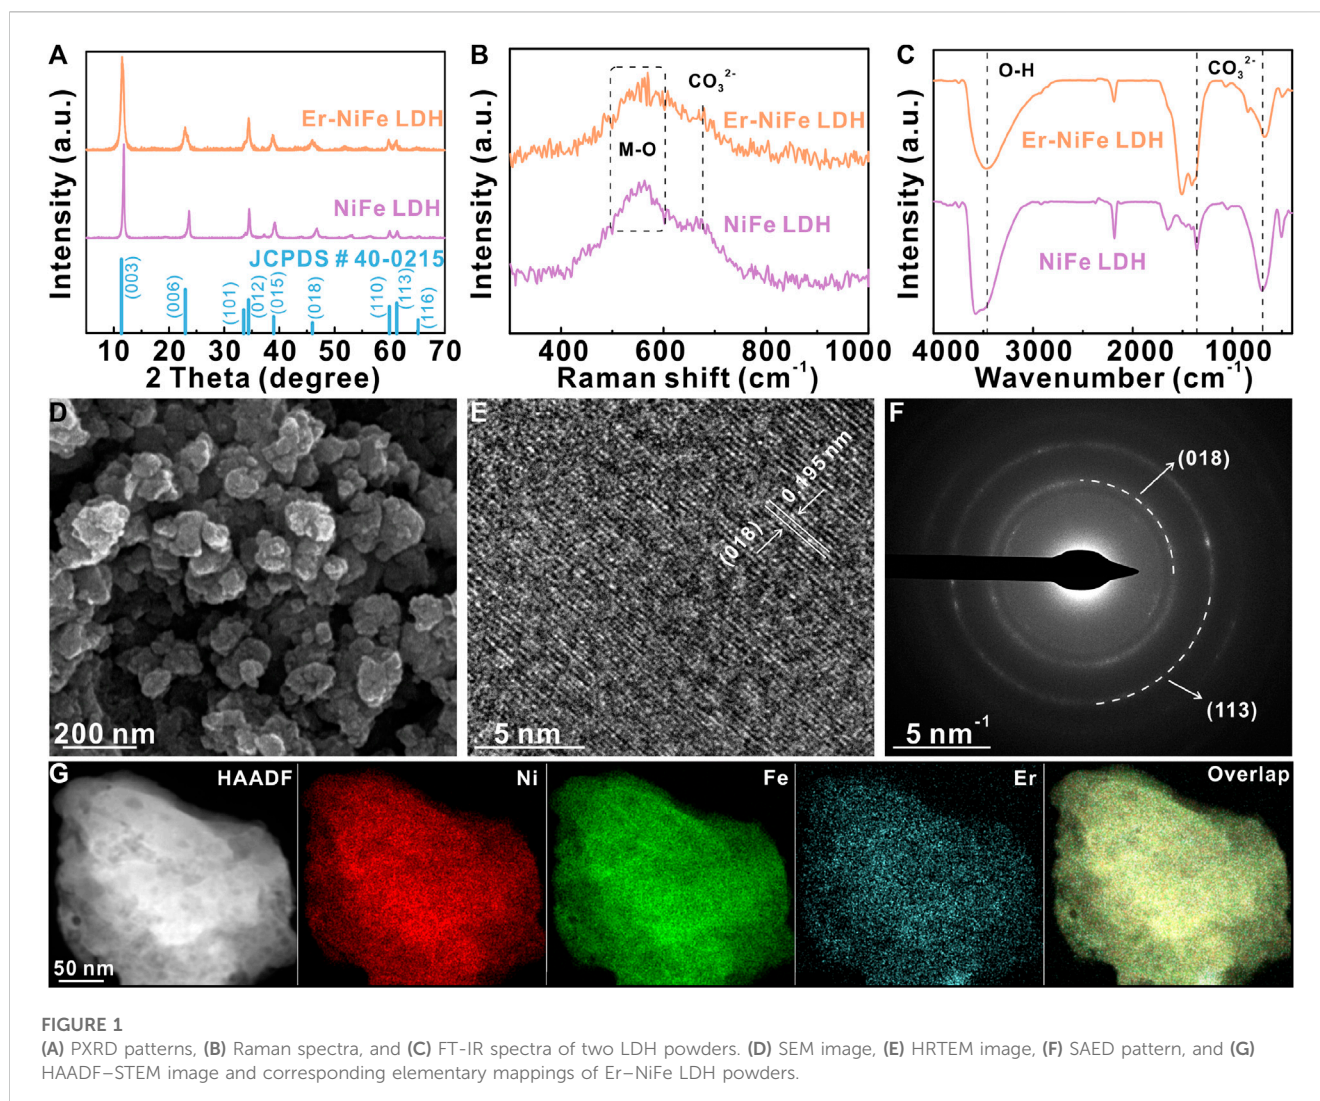 A
Intensity (a.u.)
Er-NiFe LDH
NiFe LDH
JCPDS # 40-0215
(003)
(006)
(101)
(012)
(015)
(018)
(110)
(113)
(116)
10 20 30 40 50 60 70
2 Theta (degree)
B
Intensity (a.u.)
CO₃²⁻
Er-NiFe LDH
M-O
NiFe LDH
400 600 800 1000
Raman shift (cm⁻¹)
C
Intensity (a.u.)
O-H
CO₃²⁻
Er-NiFe LDH
NiFe LDH
4000 3000 2000 1000
Wavenumber (cm⁻¹)
D
200 nm
E
0.495 nm
(018)
5 nm
F
(018)
(113)
5 nm⁻¹
G
HAADF
Ni
Fe
Er
Overlap
50 nm
FIGURE 1
(A) PXRD patterns, (B) Raman spectra, and (C) FT-IR spectra of two LDH powders. (D) SEM image, (E) HRTEM image, (F) SAED pattern, and (G)
HAADF–STEM image and corresponding elementary mappings of Er–NiFe LDH powders.